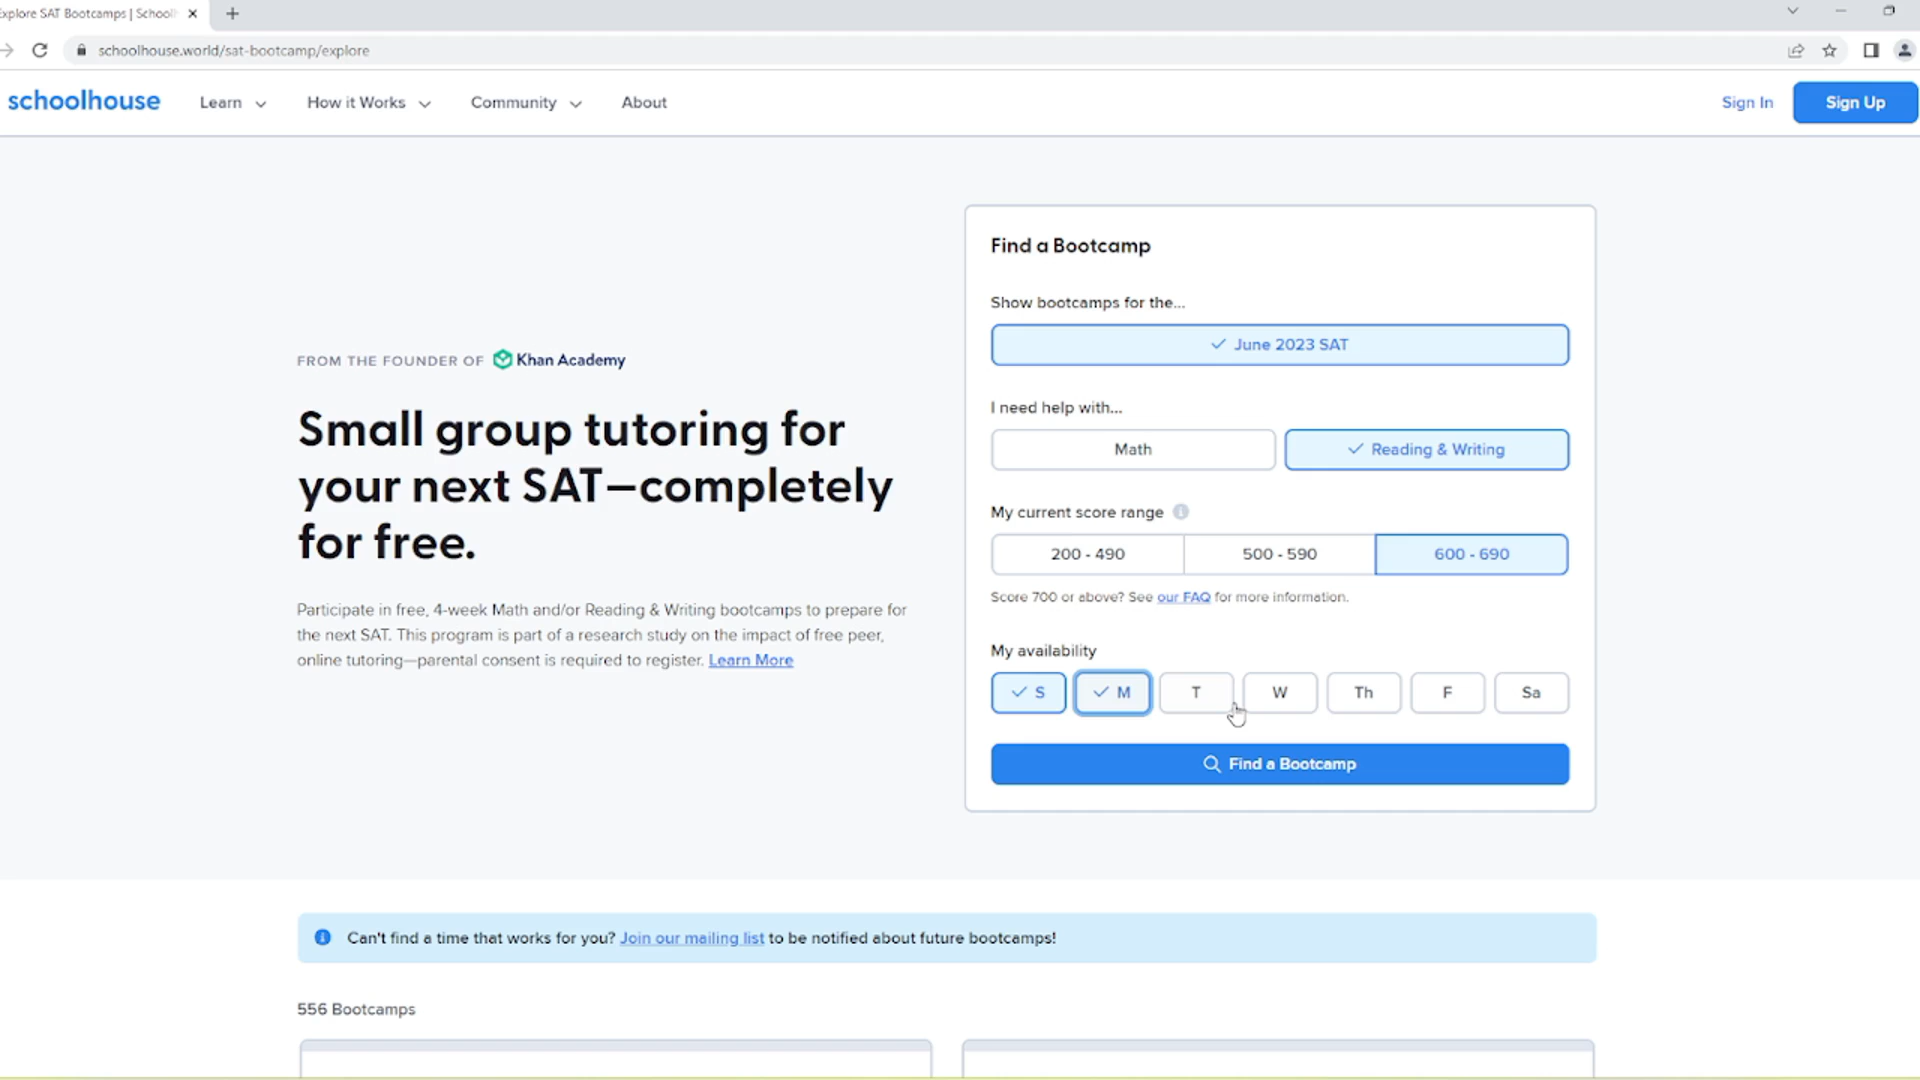 Explore SAT Bootcamps | School
schoolhouse.world/sat-bootcamp/explore
schoolhouse
Learn
How it Works
Community
About
Sign In
Sign Up
FROM THE FOUNDER OF Khan Academy
Small group tutoring for
your next SAT—completely
for free.
Participate in free, 4-week Math and/or Reading & Writing bootcamps to prepare for
the next SAT. This program is part of a research study on the impact of free peer,
online tutoring—parental consent is required to register. Learn More
Find a Bootcamp
Show bootcamps for the...
June 2023 SAT
I need help with...
Math
Reading & Writing
My current score range
200 - 490
500 - 590
600 - 690
Score 700 or above? See our FAQ for more information.
My availability
S
M
T
W
Th
F
Sa
Find a Bootcamp
Can't find a time that works for you? Join our mailing list to be notified about future bootcamps!
556 Bootcamps